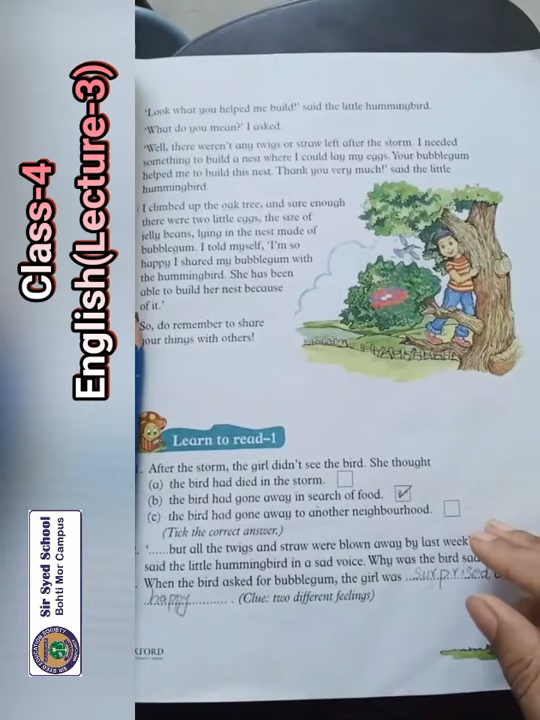 Class-4
English(Lecture-3)
Sir Syed School
Bohti Mor Campus
SIR SYED EDUCATION SOCIETY
'Look what you helped me build!' said the little hummingbird.
'What do you mean?' I asked.
'Well, there weren't any twigs or straw left after the storm. I needed
something to build a nest where I could lay my eggs. Your bubblegum
helped me to build this nest. Thank you very much!' said the little
hummingbird.
I climbed up the oak tree, and sure enough
there were two little eggs, the size of
jelly beans, lying in the nest made of
bubblegum. I told myself, 'I'm so
happy I shared my bubblegum with
the hummingbird. She has been
able to build her nest because
of it.'
So, do remember to share
your things with others!
Learn to read–1
After the storm, the girl didn't see the bird. She thought
(a) the bird had died in the storm.
(b) the bird had gone away in search of food. ✓
(c) the bird had gone away to another neighbourhood.
(Tick the correct answer.)
'......but all the twigs and straw were blown away by last week'
said the little hummingbird in a sad voice. Why was the bird sad
When the bird asked for bubblegum, the girl was ...surprised
...happy............. . (Clue: two different feelings)